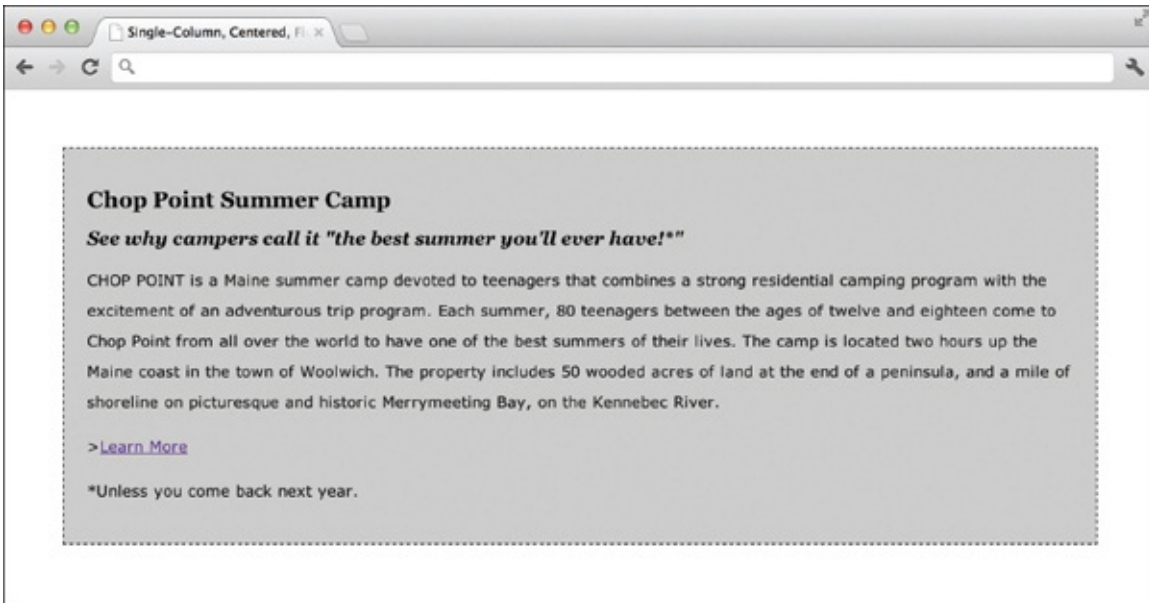 Single-Column, Centered, Fi
Chop Point Summer Camp
See why campers call it "the best summer you'll ever have!*"
CHOP POINT is a Maine summer camp devoted to teenagers that combines a strong residential camping program with the
excitement of an adventurous trip program. Each summer, 80 teenagers between the ages of twelve and eighteen come to
Chop Point from all over the world to have one of the best summers of their lives. The camp is located two hours up the
Maine coast in the town of Woolwich. The property includes 50 wooded acres of land at the end of a peninsula, and a mile of
shoreline on picturesque and historic Merrymeeting Bay, on the Kennebec River.
>Learn More
*Unless you come back next year.